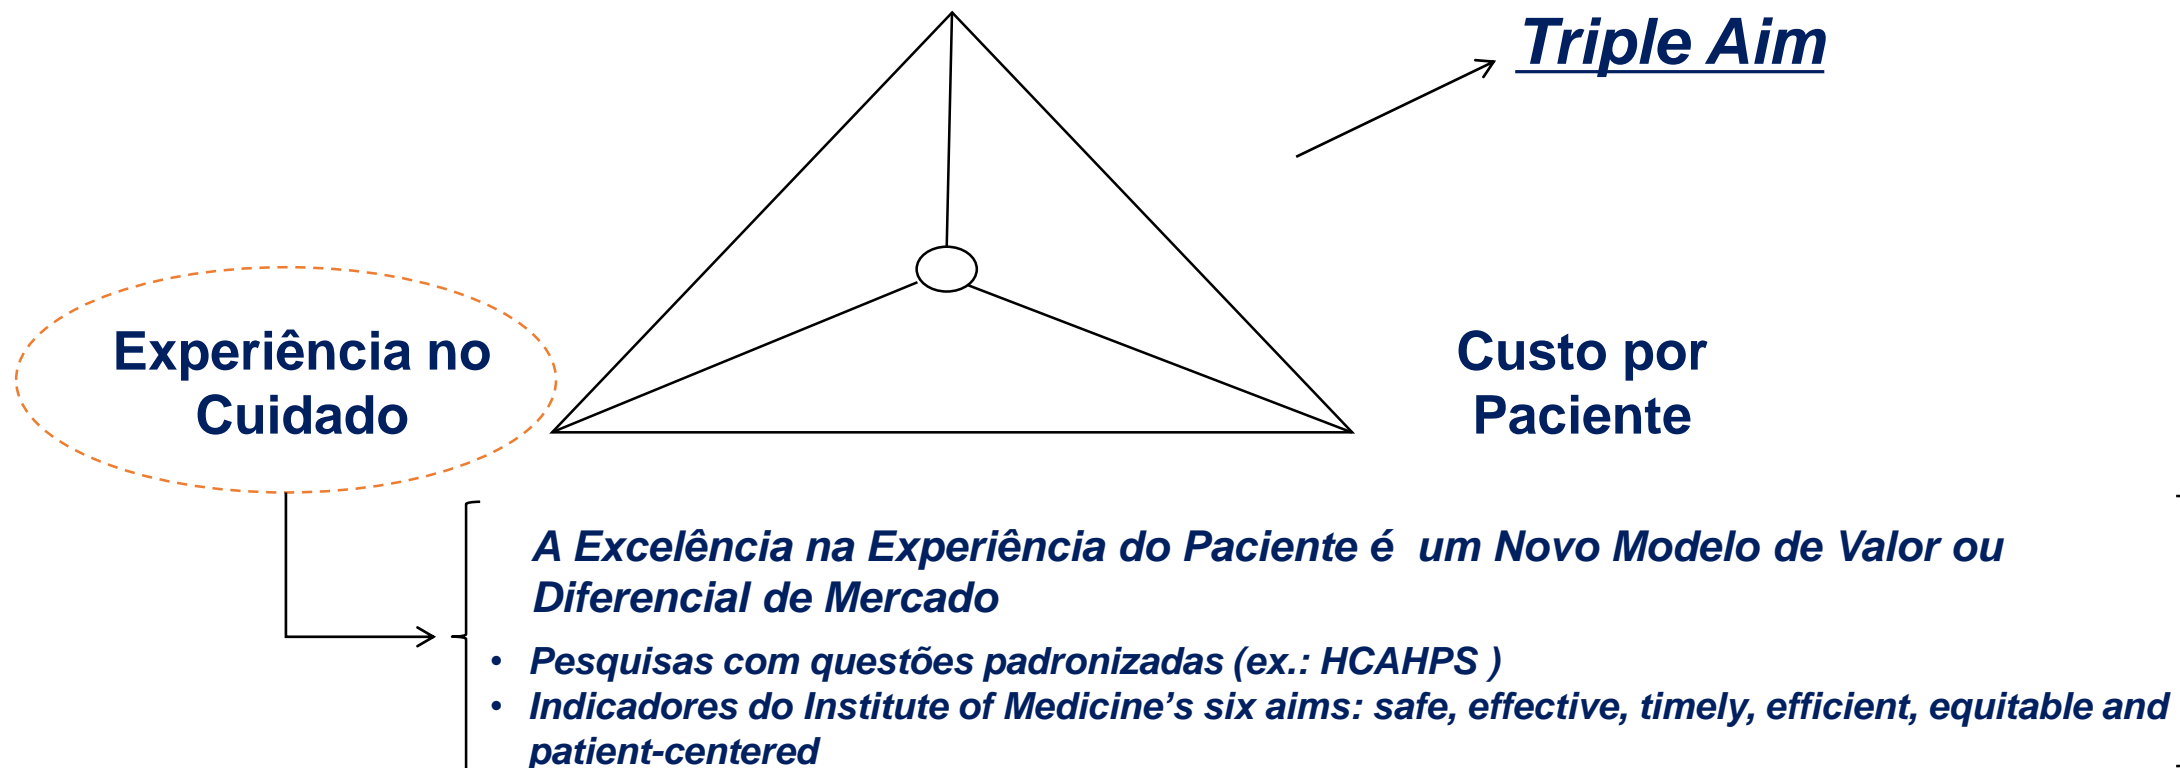 Triple Aim
Experiência no
Cuidado
Custo por
Paciente
A Excelência na Experiência do Paciente é  um Novo Modelo de Valor ou
Diferencial de Mercado
• Pesquisas com questões padronizadas (ex.: HCAHPS )
• Indicadores do Institute of Medicine’s six aims: safe, effective, timely, efficient, equitable and
patient-centered